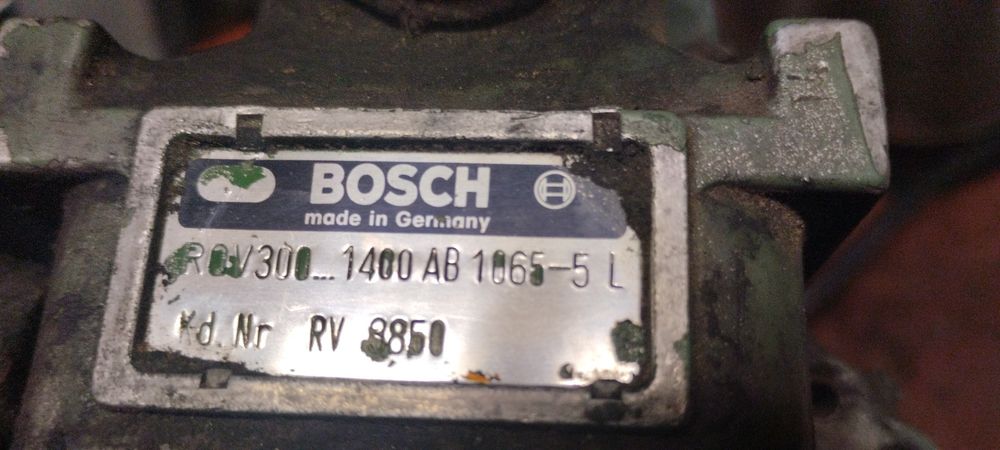 BOSCH
made in Germany
RQV300...1400 AB 1065-5 L
Kd. Nr RV 8850